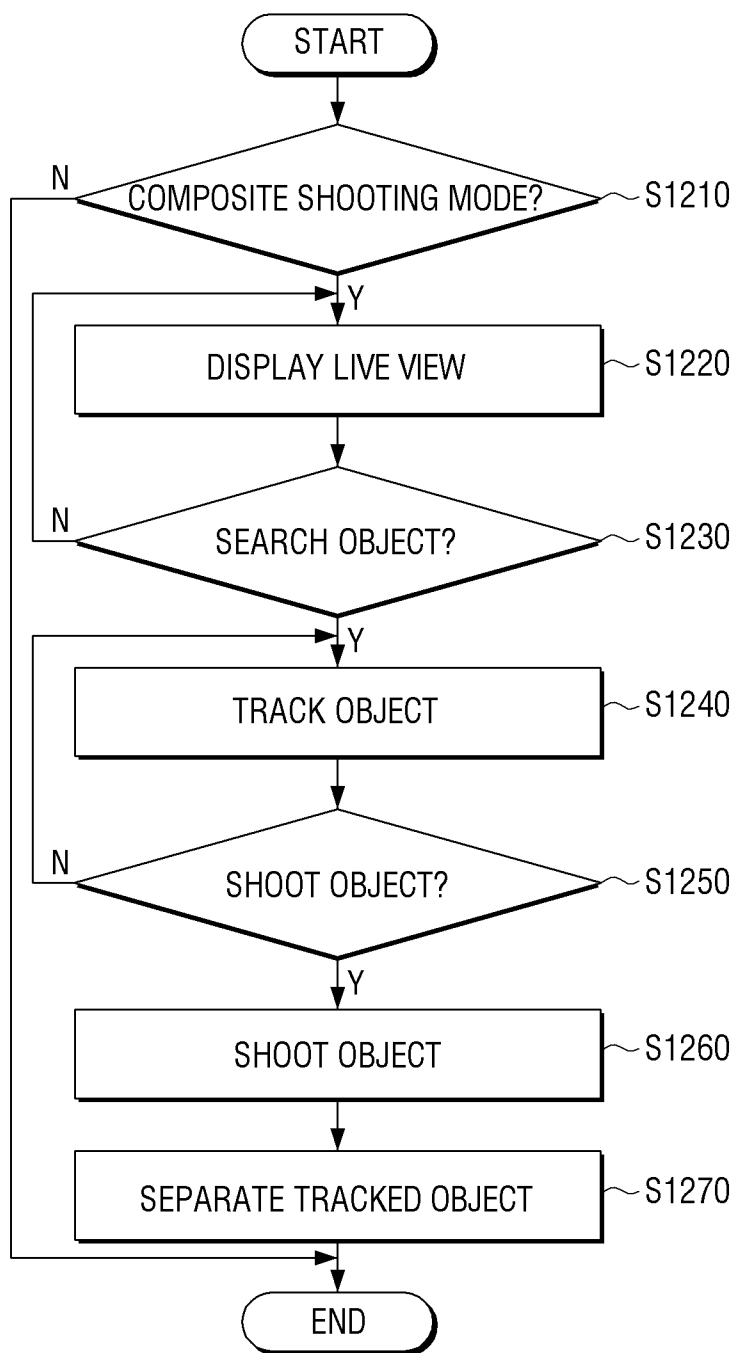 START
COMPOSITE SHOOTING MODE?
S1210
N
Y
DISPLAY LIVE VIEW
S1220
SEARCH OBJECT?
S1230
N
Y
TRACK OBJECT
S1240
SHOOT OBJECT?
S1250
N
Y
SHOOT OBJECT
S1260
SEPARATE TRACKED OBJECT
S1270
END